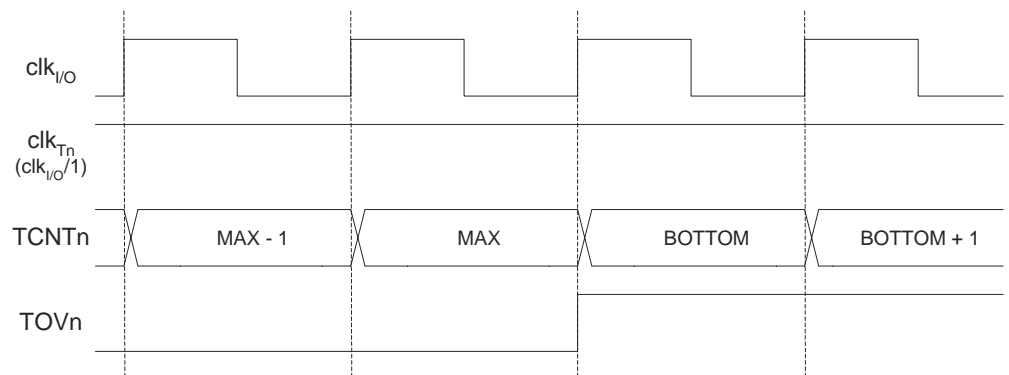 clkI/O
clkTn
(clkI/O/1)
TCNTn MAX - 1 MAX BOTTOM BOTTOM + 1
TOVn